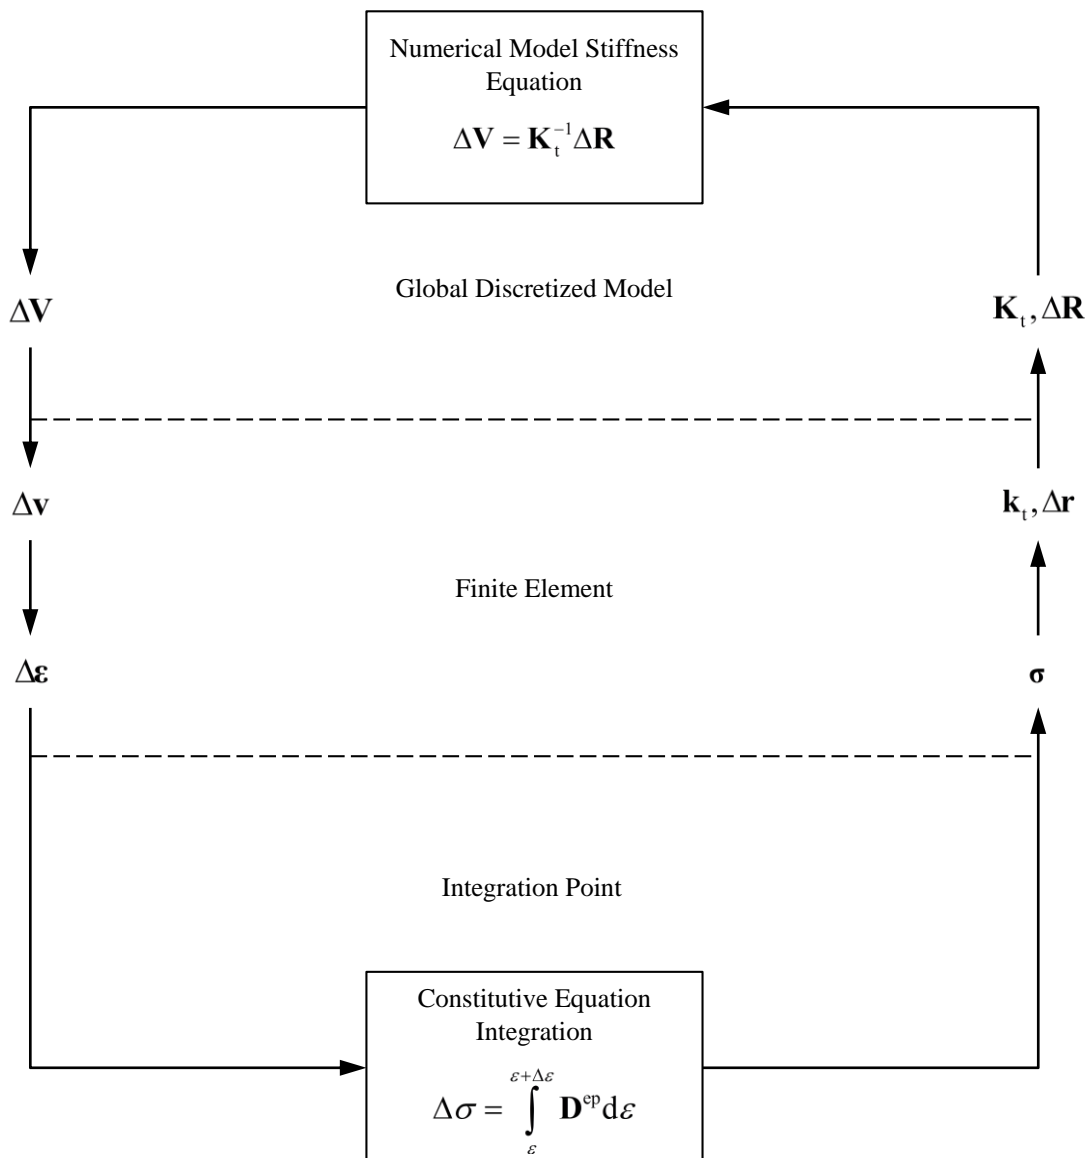 Numerical Model Stiffness
Equation
ΔV = K_t^{-1}ΔR
Global Discretized Model
ΔV
K_t, ΔR
Δv
k_t, Δr
Finite Element
Δε
σ
Integration Point
Constitutive Equation
Integration
Δσ = ∫_ε^{ε+Δε} D^{ep}dε